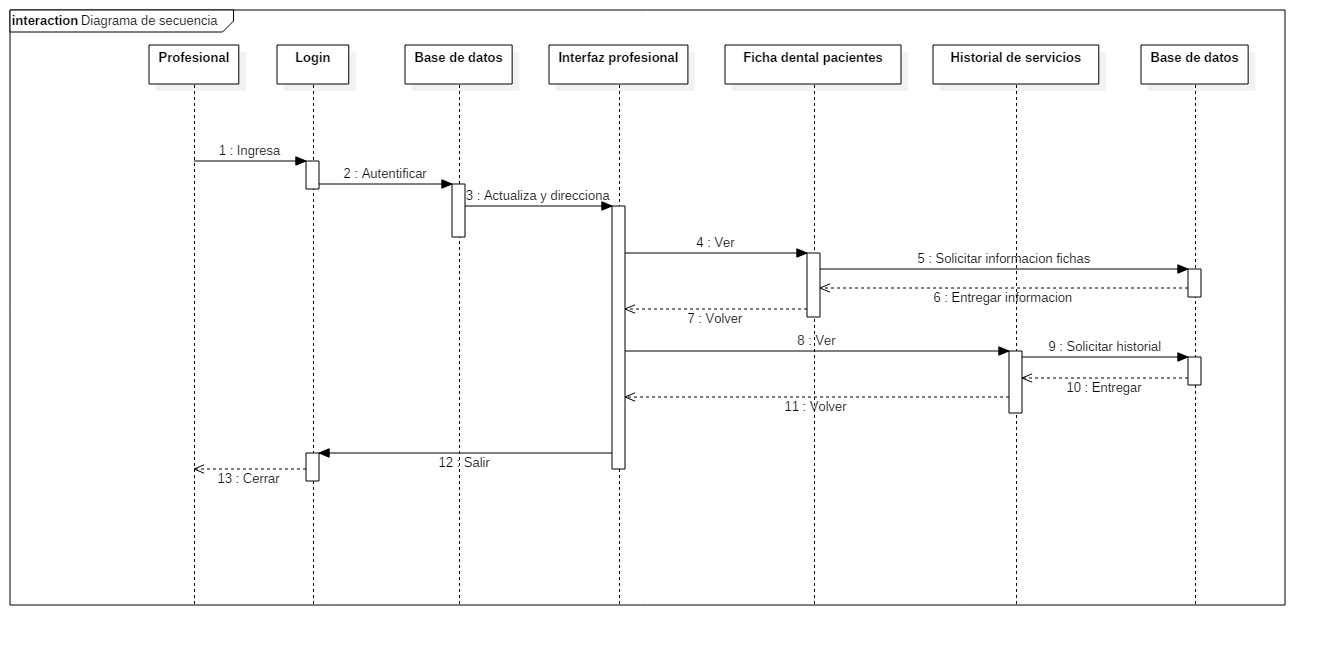 interaction Diagrama de secuencia
Profesional
Login
Base de datos
Interfaz profesional
Ficha dental pacientes
Historial de servicios
Base de datos
1 : Ingresa
2 : Autentificar
3 : Actualiza y direcciona
4 : Ver
5 : Solicitar informacion fichas
6 : Entregar informacion
7 : Volver
8 : Ver
9 : Solicitar historial
10 : Entregar
11 : Volver
12 : Salir
13 : Cerrar